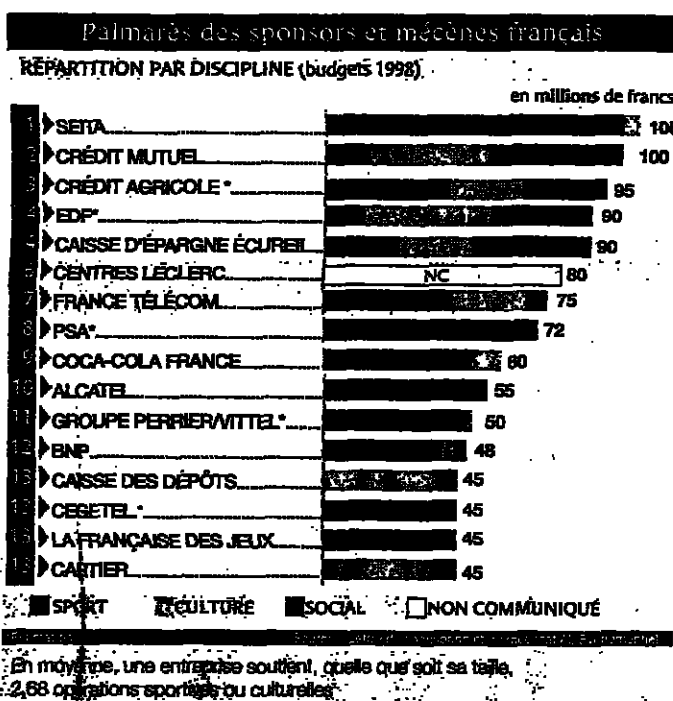 Palmarès des sponsors et mécènes français
RÉPARTITION PAR DISCIPLINE (budgets 1998)
en millions de francs
1 SEITA 106
2 CRÉDIT MUTUEL 100
3 CRÉDIT AGRICOLE * 95
4 EDF* 90
CAISSE D'ÉPARGNE ÉCUREUIL 90
6 CENTRES LECLERC NC 80
7 FRANCE TÉLÉCOM 75
8 PSA* 72
9 COCA-COLA FRANCE 60
10 ALCATEL 55
11 GROUPE PERRIER/VITTEL* 50
12 BNP 48
13 CAISSE DES DÉPÔTS 45
CEGETEL * 45
LA FRANÇAISE DES JEUX 45
CARTIER 45
SPORT CULTURE SOCIAL NON COMMUNIQUÉ
En moyenne, une entreprise soutient, quelle que soit sa taille,
2,68 opérations sportives ou culturelles